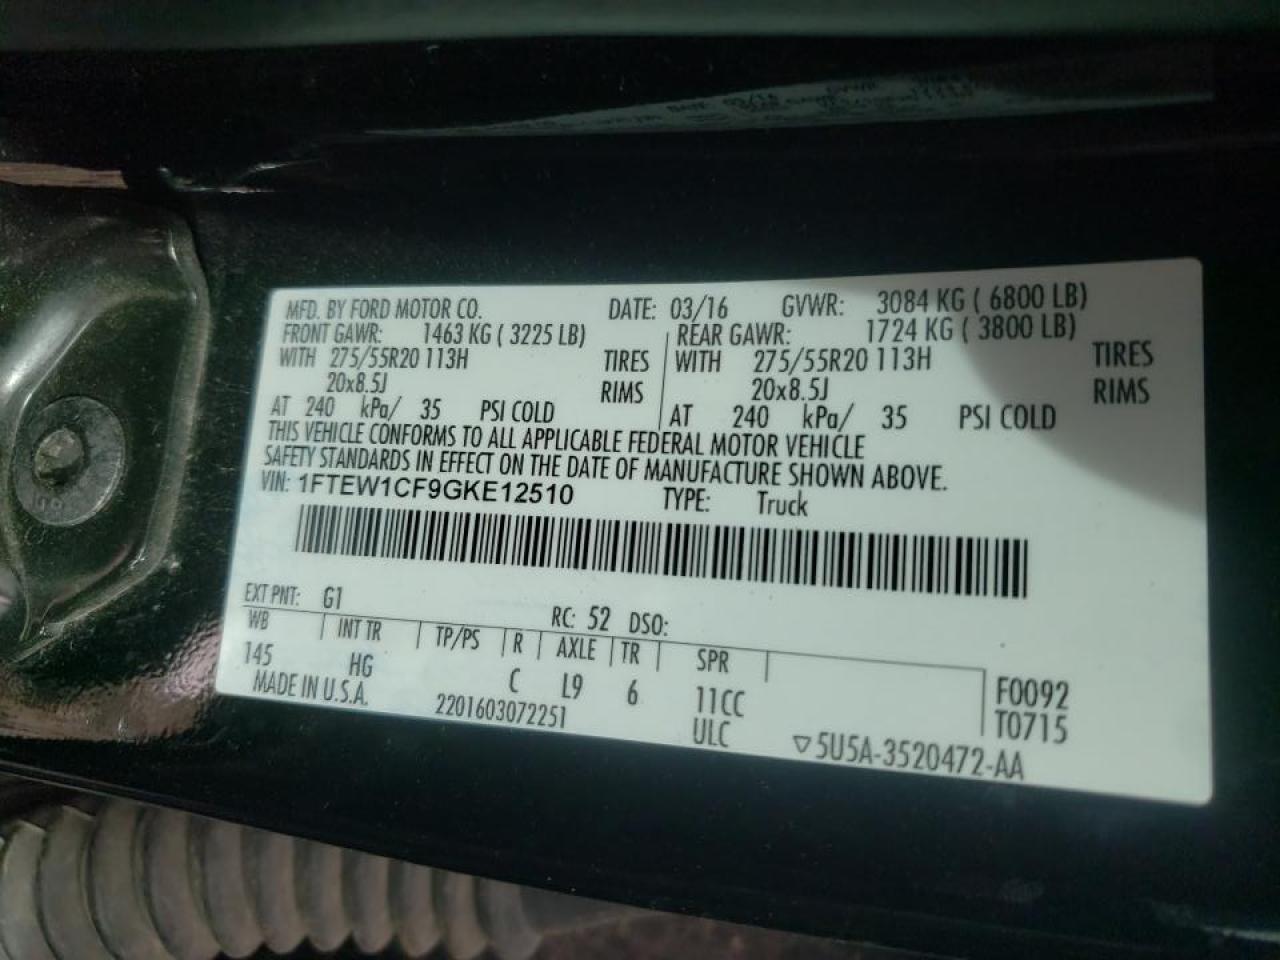 MFD. BY FORD MOTOR CO. DATE: 03/16 GVWR: 3084 KG ( 6800 LB)
FRONT GAWR: 1463 KG ( 3225 LB) REAR GAWR: 1724 KG ( 3800 LB)
WITH 275/55R20 113H TIRES WITH 275/55R20 113H TIRES
20x8.5J RIMS 20x8.5J RIMS
AT 240 kPa/ 35 PSI COLD AT 240 kPa/ 35 PSI COLD
THIS VEHICLE CONFORMS TO ALL APPLICABLE FEDERAL MOTOR VEHICLE
SAFETY STANDARDS IN EFFECT ON THE DATE OF MANUFACTURE SHOWN ABOVE.
VIN: 1FTEW1CF9GKE12510 TYPE: Truck
EXT PNT: G1 RC: 52 DSO:
WB INT TR TP/PS R AXLE TR SPR
145 HG C L9 6 11CC F0092
MADE IN U.S.A. 2201603072251 ULC T0715
▽5U5A-3520472-AA